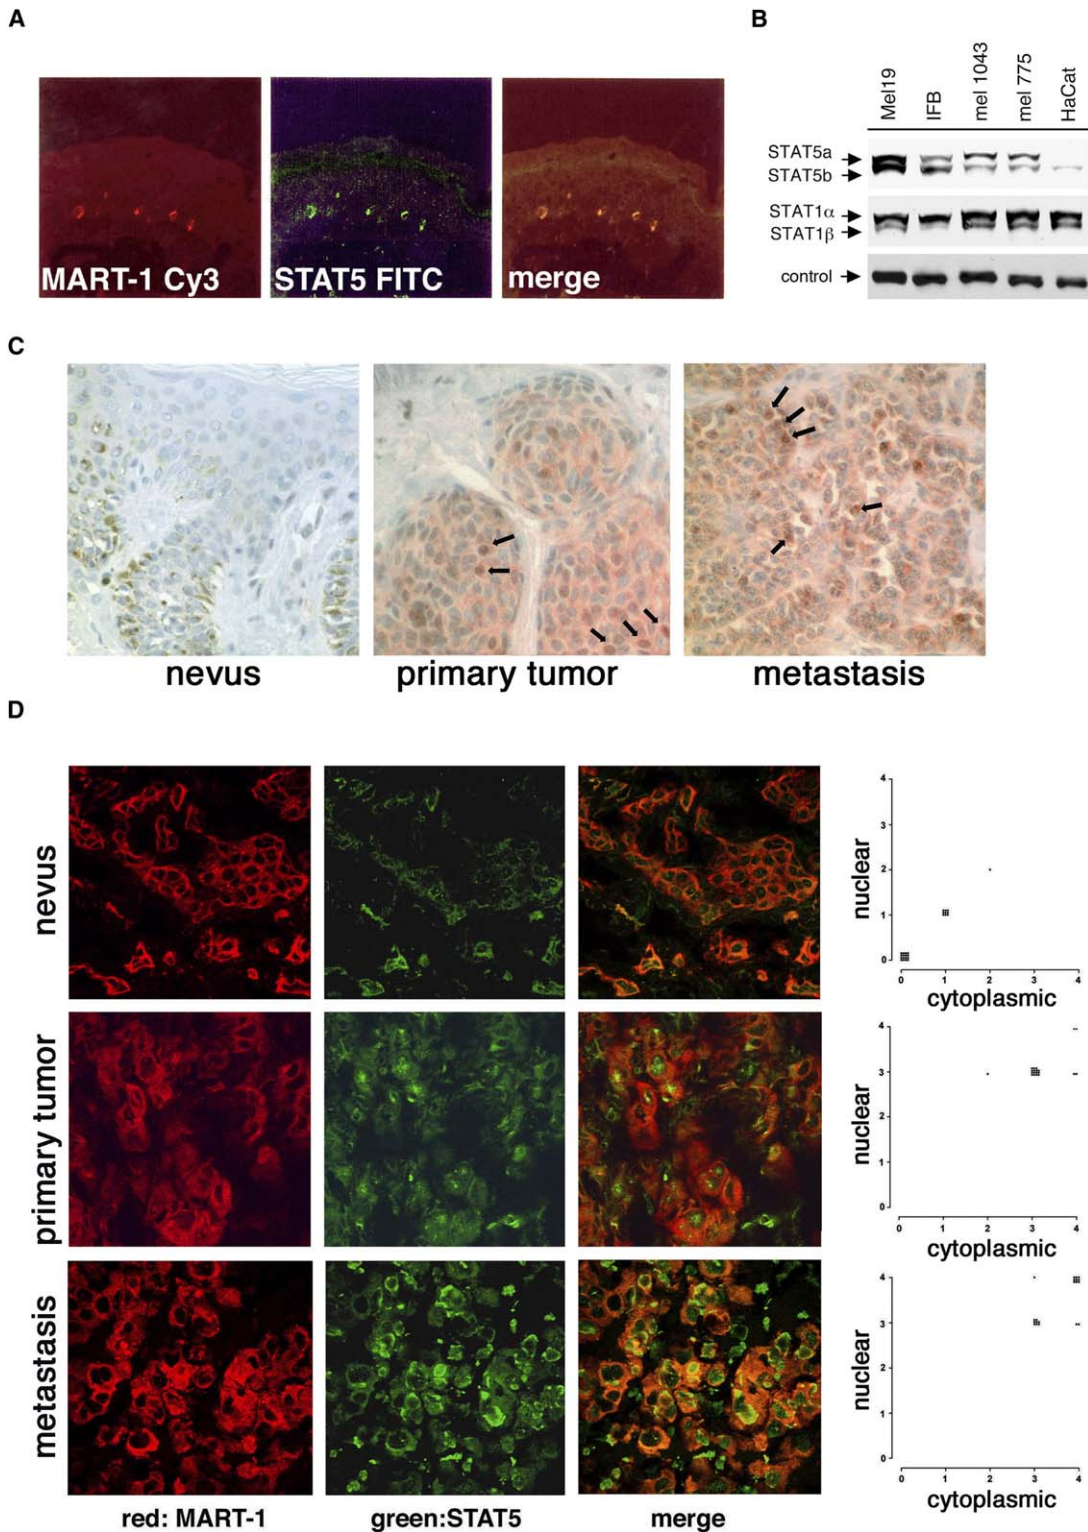 A
MART-1 Cy3
STAT5 FITC
merge
B
Mel19
IFB
mel 1043
mel 775
HaCat
STAT5a
STAT5b
STAT1α
STAT1β
control
C
nevus
primary tumor
metastasis
D
nevus
4
3
2
1
0
nuclear
0 1 2 3 4
cytoplasmic
primary tumor
4
3
2
1
0
nuclear
0 1 2 3 4
cytoplasmic
metastasis
4
3
2
1
0
nuclear
0 1 2 3 4
cytoplasmic
red: MART-1
green:STAT5
merge